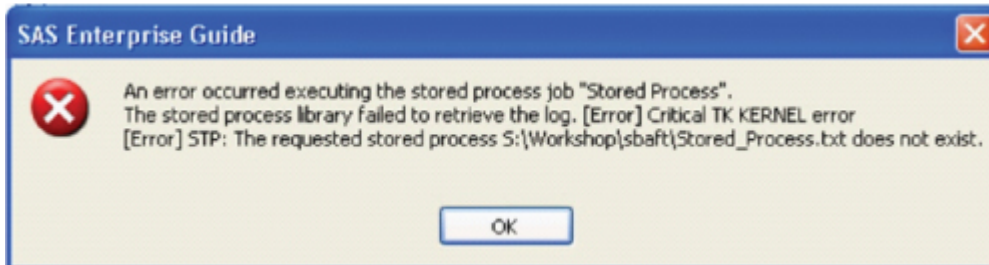 SAS Enterprise Guide
An error occurred executing the stored process job "Stored Process".
The stored process library failed to retrieve the log. [Error] Critical TK KERNEL error
[Error] STP: The requested stored process S:\Workshop\sbaft\Stored_Process.txt does not exist.
OK